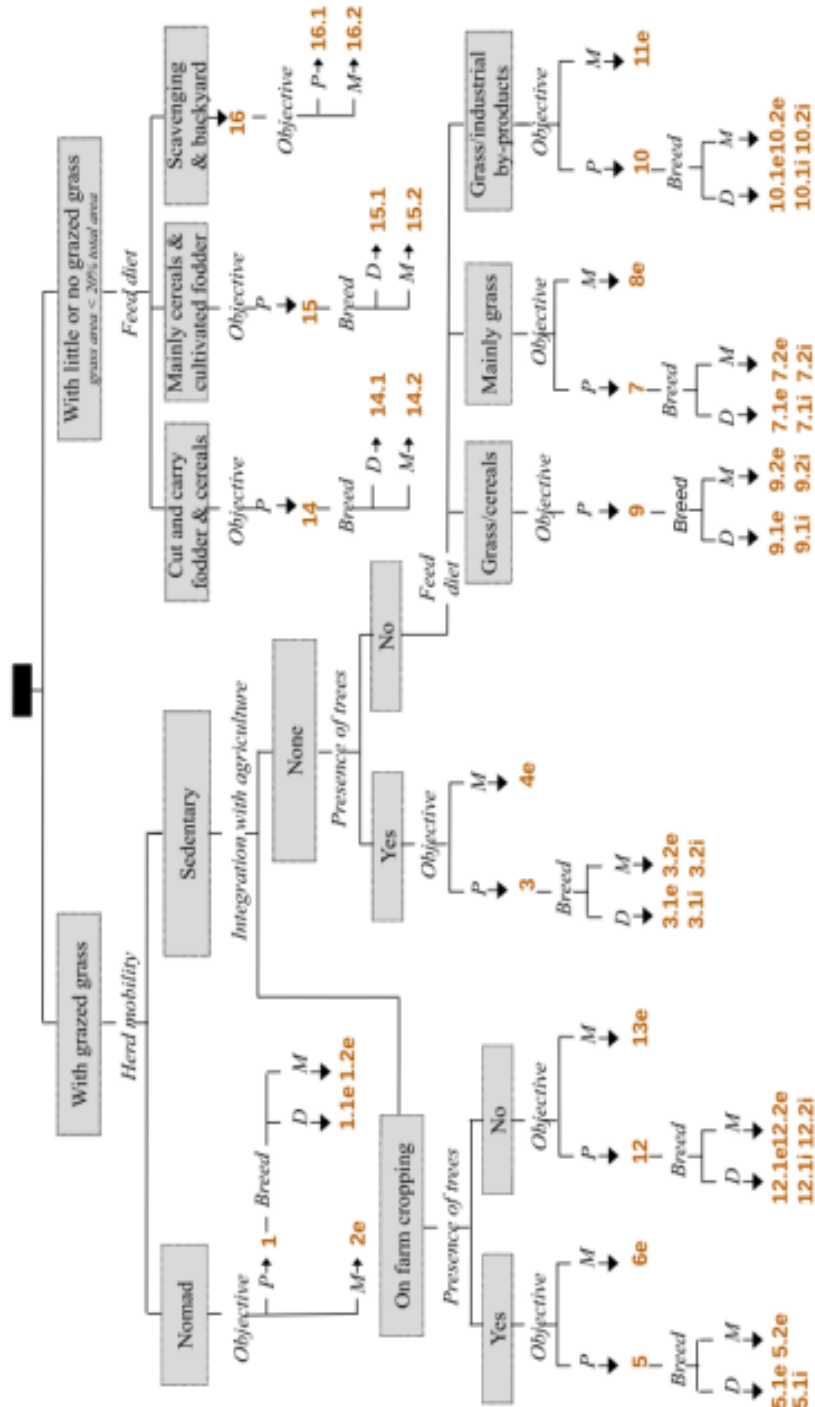 With grazed grass
With little or no grazed grass
grass area < 20% total area
Herd mobility
Feed diet
Nomad
Sedentary
Cut and carry
fodder & cereals
Mainly cereals &
cultivated fodder
Scavenging
& backyard
Objective
P→ 1 Breed
D M
1.1e 1.2e
M→ 2e
Integration with agriculture
On farm cropping
None
Presence of trees
Yes
No
Objective
P M
5 6e
Breed
D M
5.1e 5.2e
5.1i
Objective
P M
12 13e
Breed
D M
12.1e 12.2e
12.1i 12.2i
Presence of trees
Yes
No
Objective
P M
3 4e
Breed
D M
3.1e 3.2e
3.1i 3.2i
Feed
diet
Grass/cereals
Mainly grass
Grass/industrial
by-products
Objective
P
9
Breed
D M
9.1e 9.2e
9.1i 9.2i
Objective
P M
7 8e
Breed
D M
7.1e 7.2e
7.1i 7.2i
Objective
P M
10 11e
Breed
D M
10.1e 10.2e
10.1i 10.2i
Objective
P
14
Breed
D→ 14.1
M→ 14.2
Objective
P
15
Breed
D→ 15.1
M→ 15.2
16
Objective
P→ 16.1
M→ 16.2